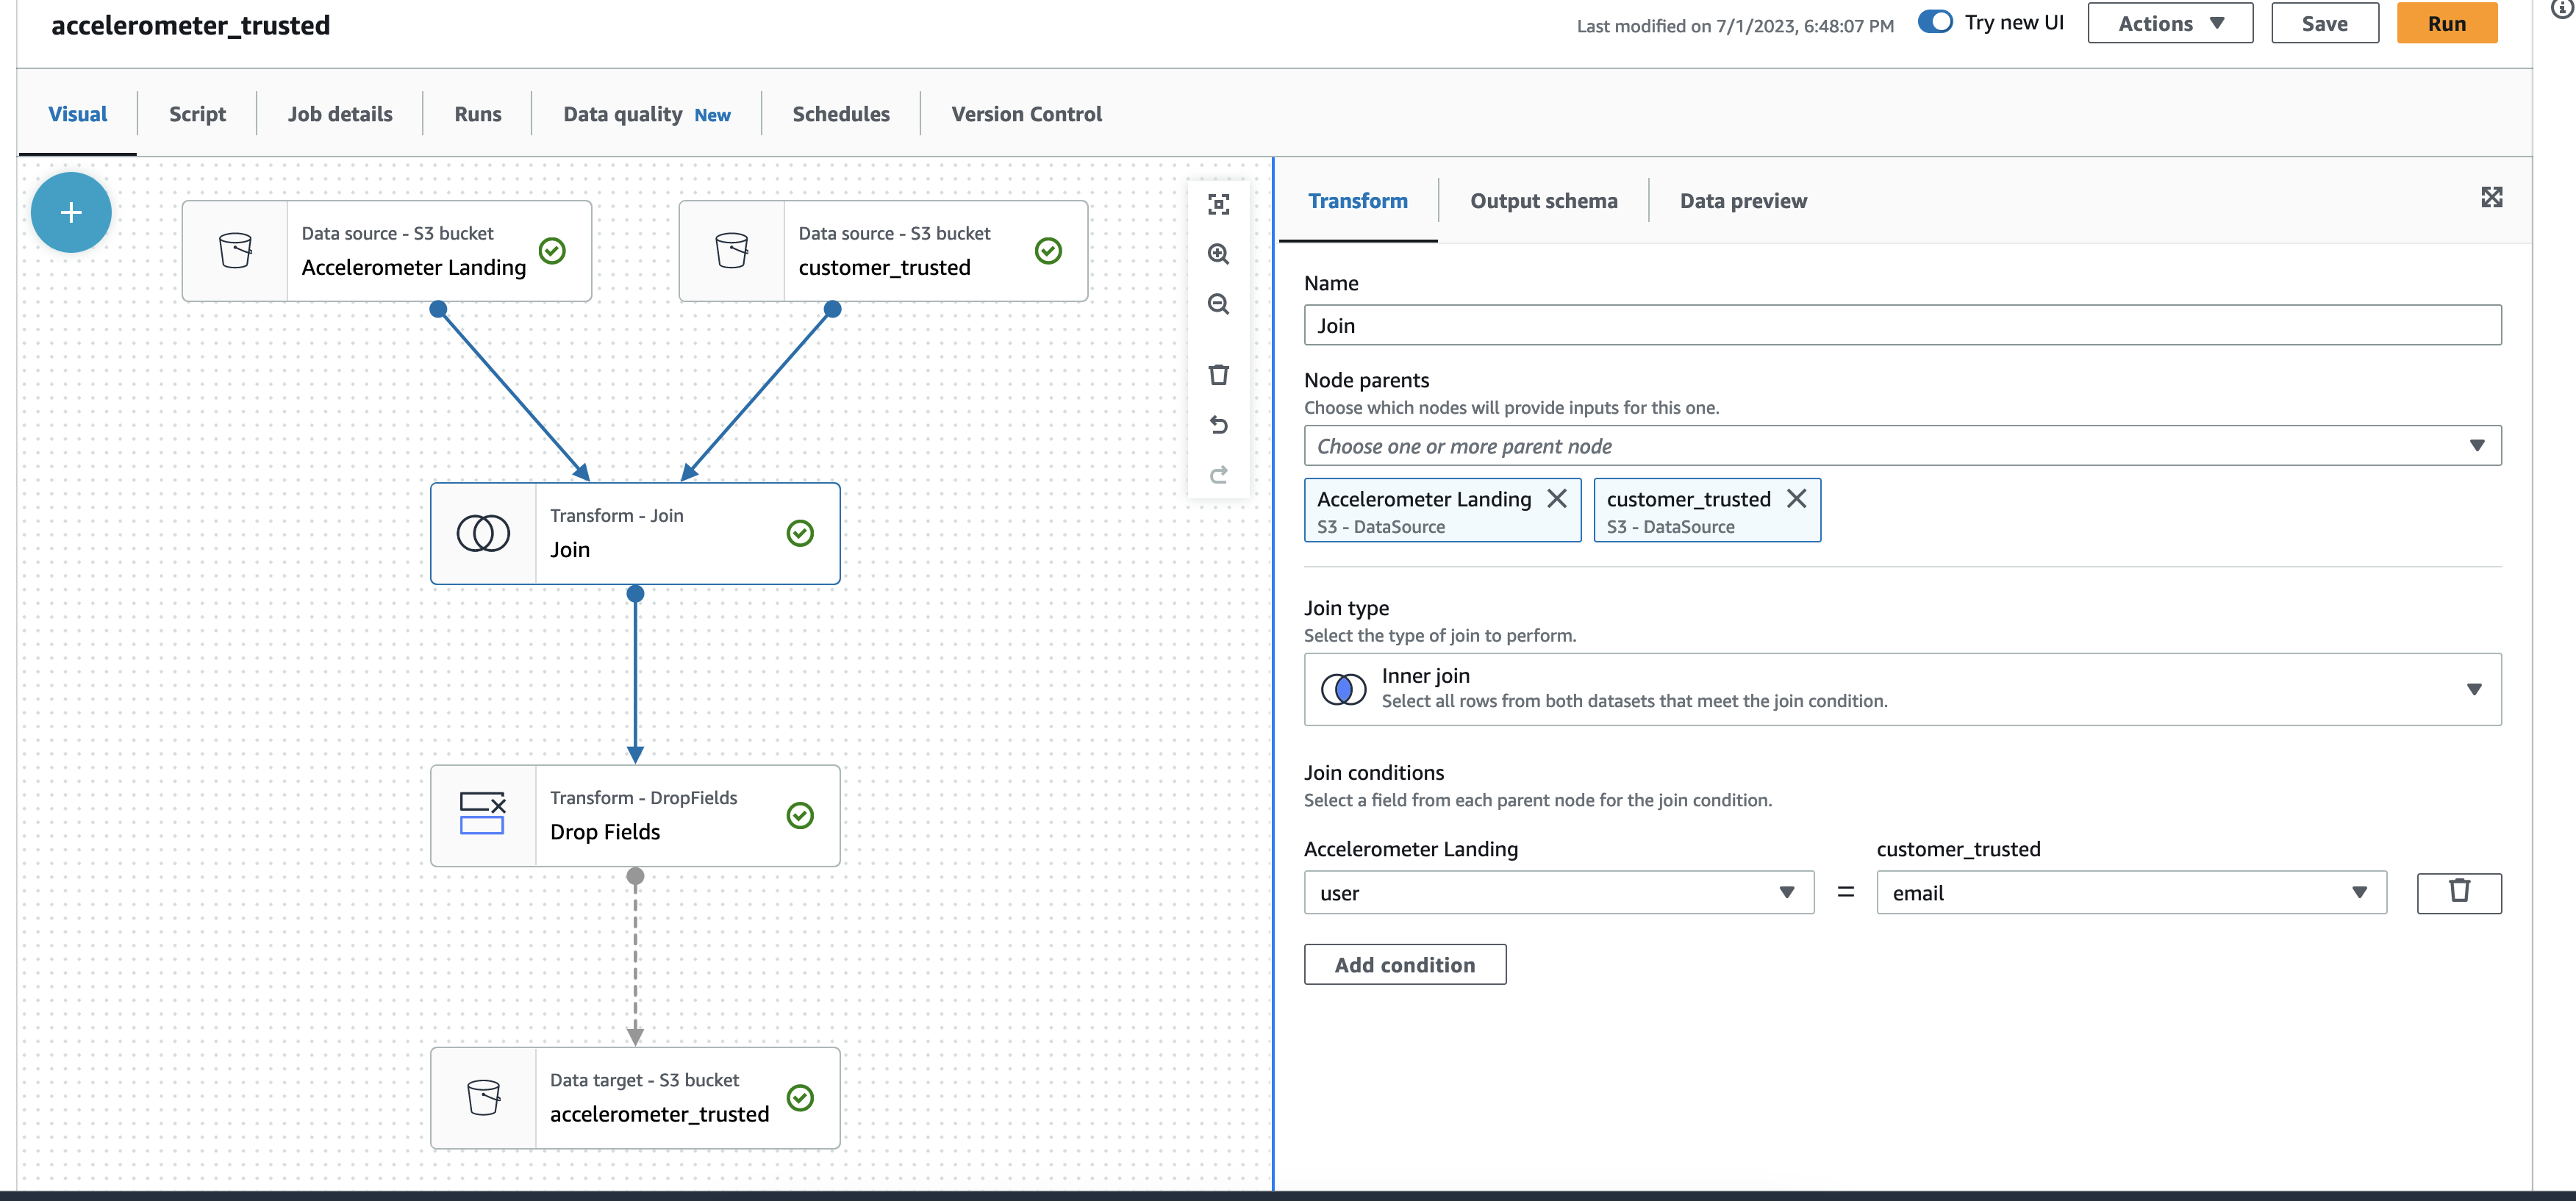 accelerometer_trusted
Last modified on 7/1/2023, 6:48:07 PM
Try new UI
Actions
Save
Run
Visual
Script
Job details
Runs
Data quality New
Schedules
Version Control
Data source - S3 bucket
Accelerometer Landing
Data source - S3 bucket
customer_trusted
Transform - Join
Join
Transform - DropFields
Drop Fields
Data target - S3 bucket
accelerometer_trusted
Transform
Output schema
Data preview
Name
Join
Node parents
Choose which nodes will provide inputs for this one.
Choose one or more parent node
Accelerometer Landing
S3 - DataSource
customer_trusted
S3 - DataSource
Join type
Select the type of join to perform.
Inner join
Select all rows from both datasets that meet the join condition.
Join conditions
Select a field from each parent node for the join condition.
Accelerometer Landing
customer_trusted
user = email
Add condition